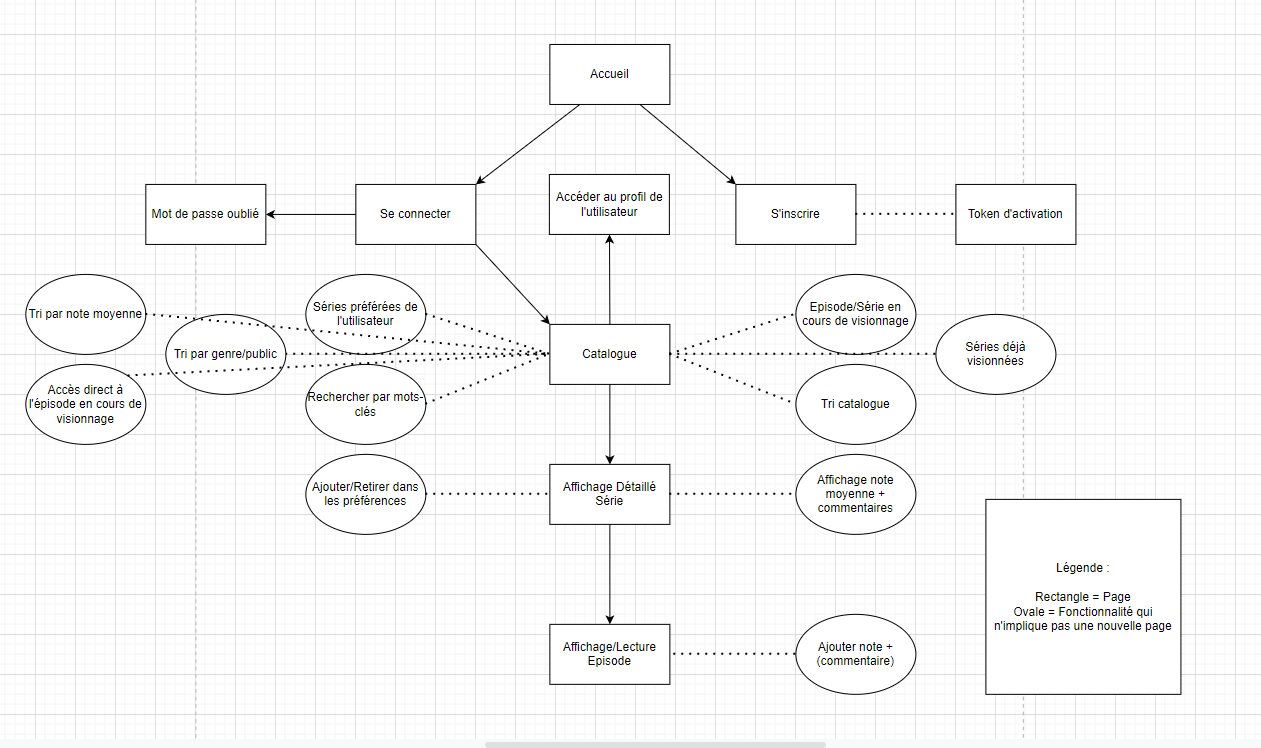 Accueil
Accéder au profil de
l'utilisateur
Mot de passe oublié
Se connecter
S'inscrire
Token d'activation
Tri par note moyenne
Séries préférées de
l'utilisateur
Episode/Série en
cours de visionnage
Tri par genre/public
Catalogue
Séries déjà
visionnées
Accès direct à
l'épisode en cours de
visionnage
Rechercher par mots-
clés
Tri catalogue
Ajouter/Retirer dans
les préférences
Affichage Détaillé
Série
Affichage note
moyenne +
commentaires
Légende :
Rectangle = Page
Ovale = Fonctionnalité qui
n'implique pas une nouvelle page
Affichage/Lecture
Episode
Ajouter note +
(commentaire)